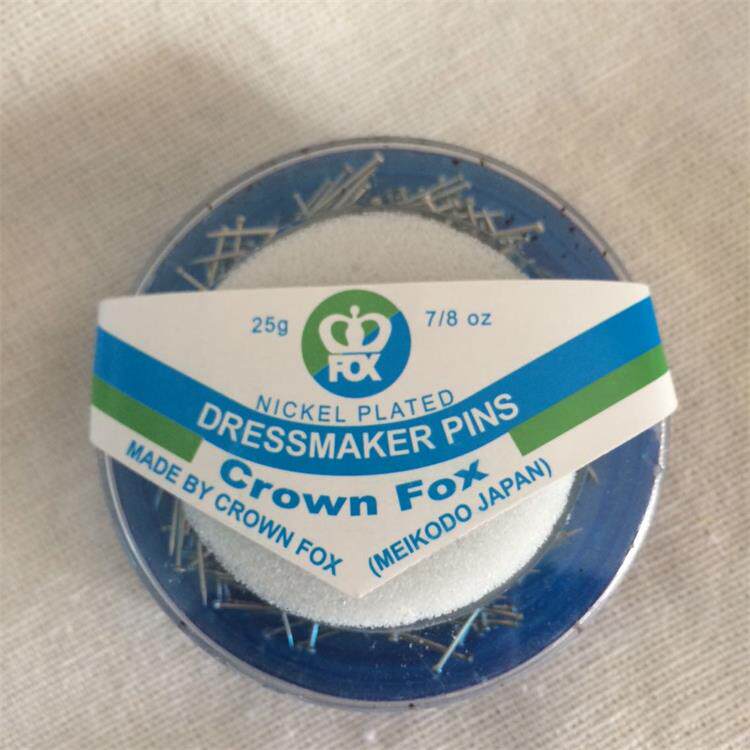 25g
7/8 oz
FOX
NICKEL PLATED
DRESSMAKER PINS
Crown Fox
MADE BY CROWN FOX
(MEIKODO JAPAN)